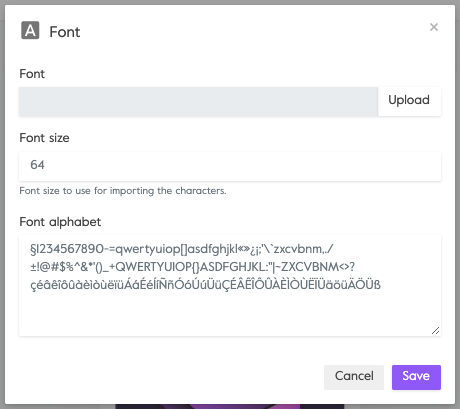 A Font ×
Font
Upload
Font size
64
Font size to use for importing the characters.
Font alphabet
§1234567890-=qwertyuiop[]asdfghjkl«»¿¡;'\`zxcvbnm,./
±!@#$%^&*'()_+QWERTYUIOP{}ASDFGHJKL:"|~ZXCVBNM<>?
çéâêîôûàèìòùëïüÁáÉéÍíÑñÓóÚúÜüÇÉÂÊÎÔÛÀÈÌÒÙËÏÜäöüÄÖÜß
Cancel Save